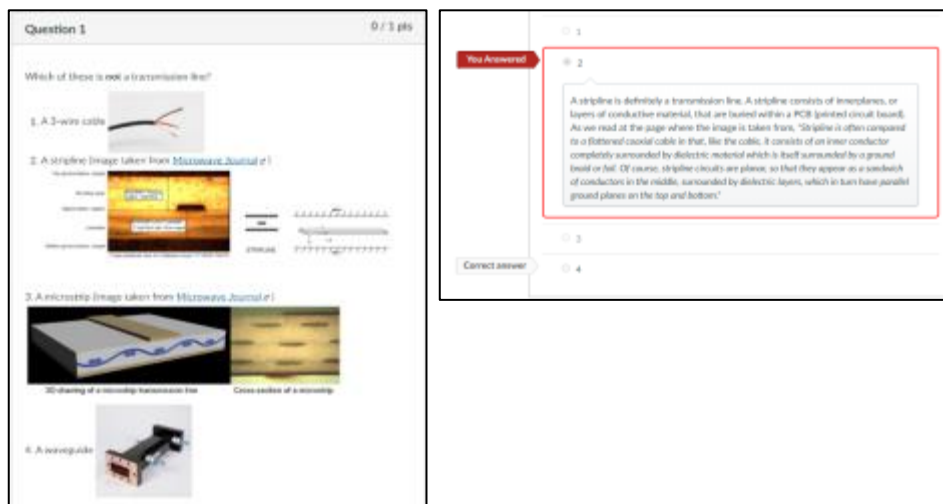 Question 1
0 / 1 pts
Which of these is not a transmission line?
1. A 3-wire cable
2. A stripline (image taken from Microwave Journal)
STRIPLINE
3. A microstrip (image taken from Microwave Journal)
3D drawing of a microstrip transmission line
Cross-section of a microstrip
4. A waveguide
1
You Answered
2
A stripline is definitely a transmission line. A stripline consists of innerplanes, or
layers of conductive material, that are buried within a PCB (printed circuit board).
As we read at the page where the image is taken from, "Stripline is often compared
to a flattened coaxial cable in that, like the cable, it consists of an inner conductor
completely surrounded by dielectric material which is itself surrounded by a ground
braid or foil. Of course, stripline circuits are planar, so that they appear as a sandwich
of conductors in the middle, surrounded by dielectric layers, which in turn have parallel
ground planes on the top and bottom."
3
Correct answer
4